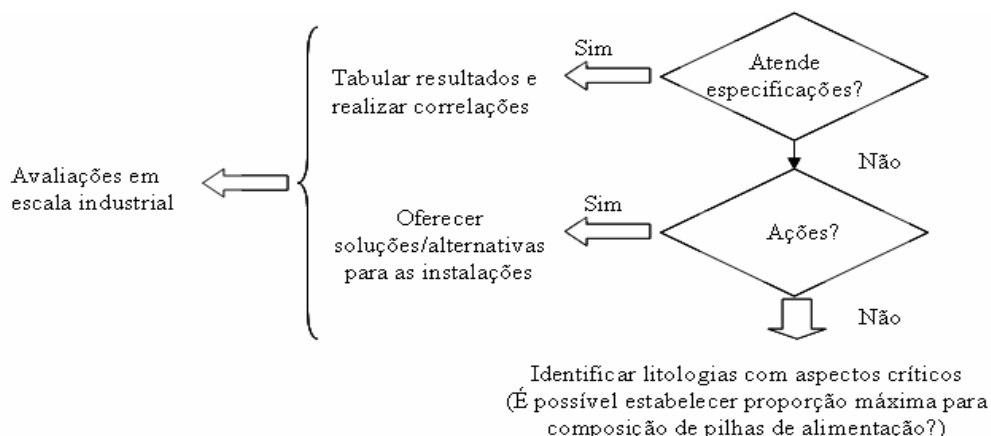 Sim
Atende
especificações?
Tabular resultados e
realizar correlações
Não
Avaliações em
escala industrial
Sim
Oferecer
soluções/alternativas
para as instalações
Ações?
Não
Identificar litologias com aspectos críticos
(É possível estabelecer proporção máxima para
composição de pilhas de alimentação?)